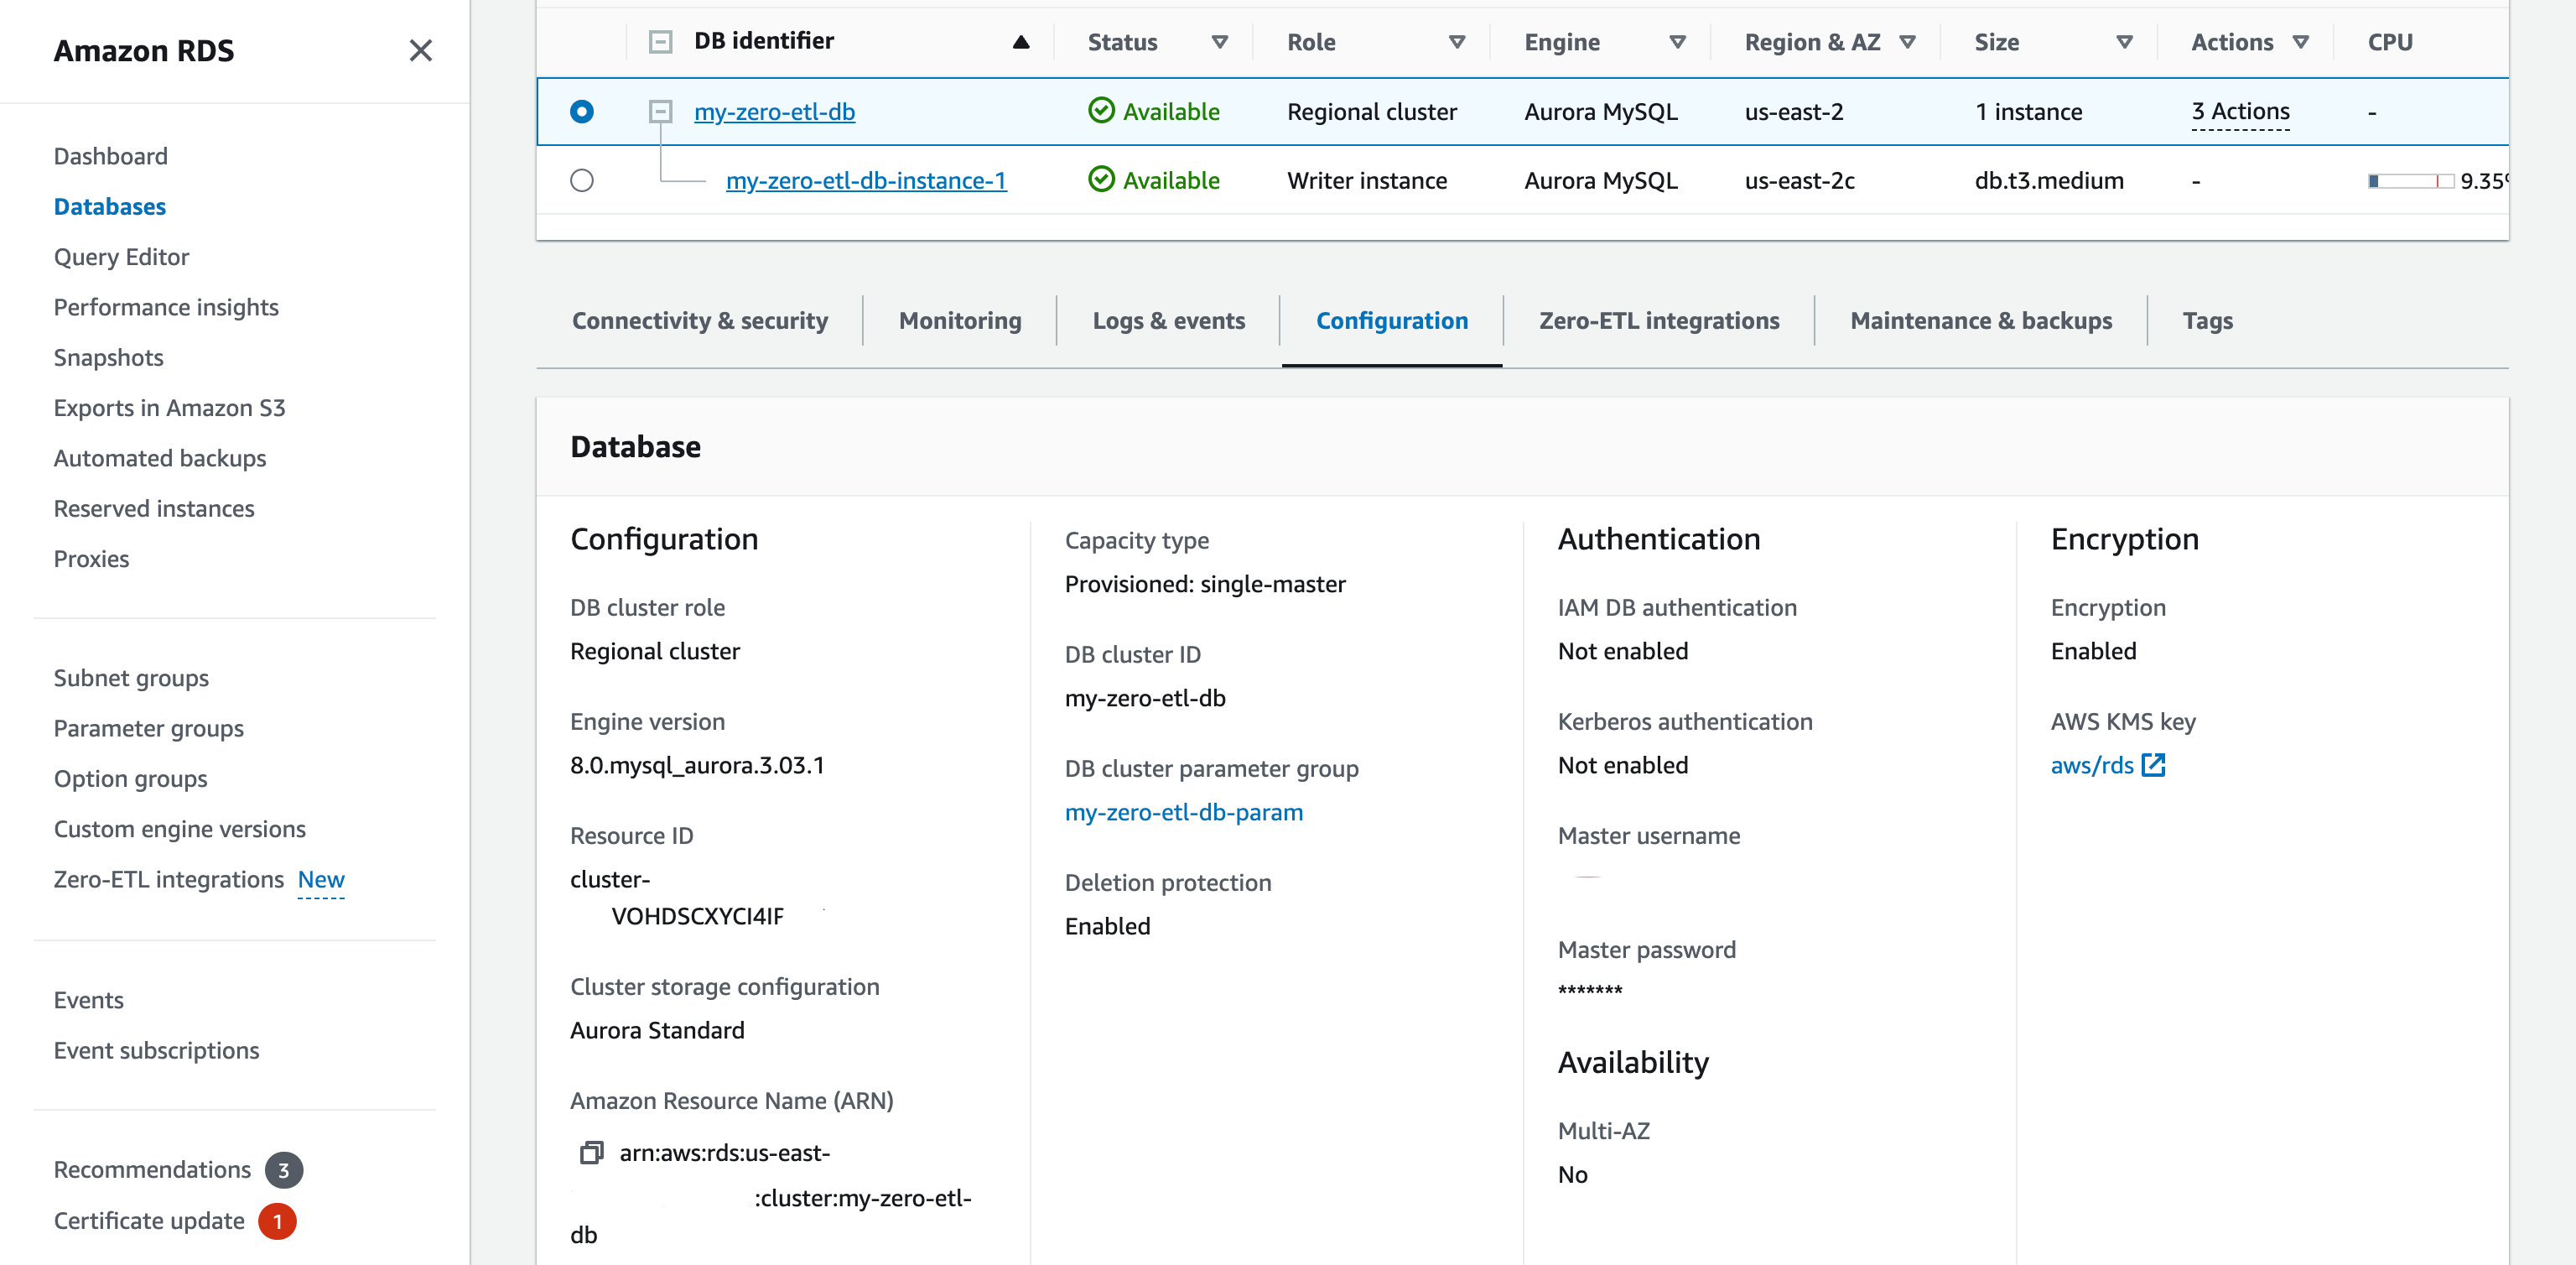 Amazon RDS
Dashboard
Databases
Query Editor
Performance insights
Snapshots
Exports in Amazon S3
Automated backups
Reserved instances
Proxies
Subnet groups
Parameter groups
Option groups
Custom engine versions
Zero-ETL integrations New
Events
Event subscriptions
Recommendations 3
Certificate update 1
DB identifier Status Role Engine Region & AZ Size Actions CPU
my-zero-etl-db Available Regional cluster Aurora MySQL us-east-2 1 instance 3 Actions -
my-zero-etl-db-instance-1 Available Writer instance Aurora MySQL us-east-2c db.t3.medium - 9.35
Connectivity & security Monitoring Logs & events Configuration Zero-ETL integrations Maintenance & backups Tags
Database
Configuration
DB cluster role
Regional cluster
Engine version
8.0.mysql_aurora.3.03.1
Resource ID
cluster-
VOHDSCXYCI4IF
Cluster storage configuration
Aurora Standard
Amazon Resource Name (ARN)
arn:aws:rds:us-east-
:cluster:my-zero-etl-
db
Capacity type
Provisioned: single-master
DB cluster ID
my-zero-etl-db
DB cluster parameter group
my-zero-etl-db-param
Deletion protection
Enabled
Authentication
IAM DB authentication
Not enabled
Kerberos authentication
Not enabled
Master username
Master password
*******
Availability
Multi-AZ
No
Encryption
Encryption
Enabled
AWS KMS key
aws/rds